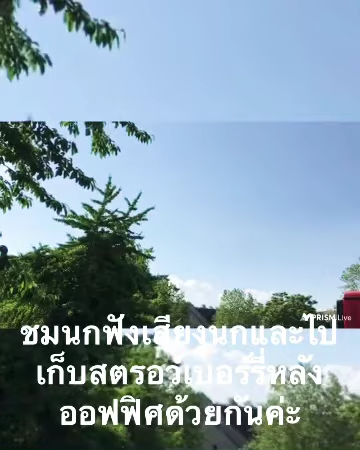 PRISM Live
ชมนกฟังเสียงนกและไป
เก็บสตรอว์เบอร์รี่หลัง
ออฟฟิศด้วยกันค่ะ